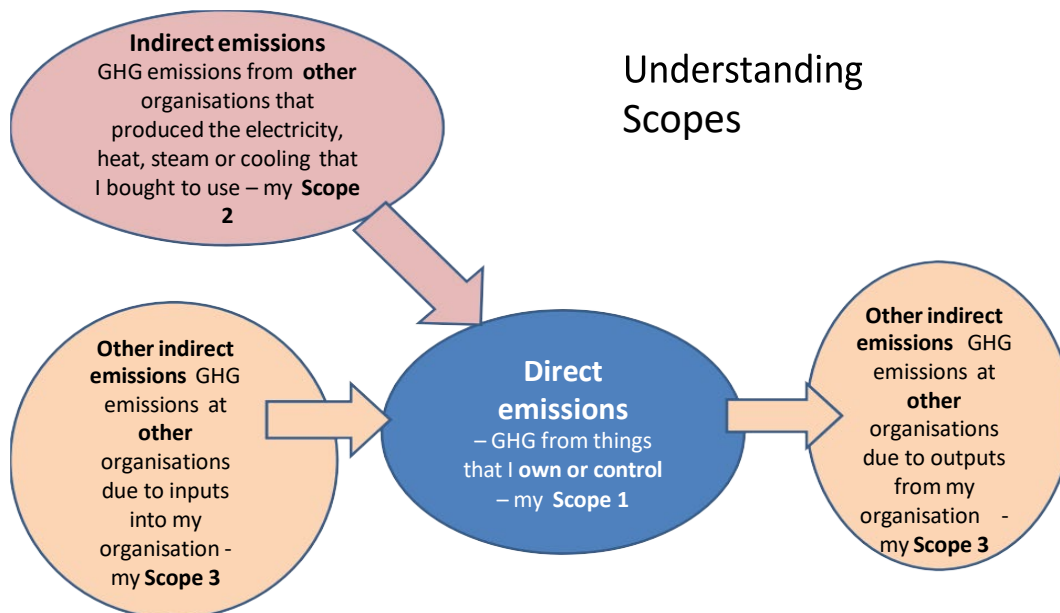 Understanding
Scopes
Indirect emissions
GHG emissions from other
organisations that
produced the electricity,
heat, steam or cooling that
I bought to use – my Scope
2
Other indirect
emissions GHG
emissions at
other
organisations
due to inputs
into my
organisation -
my Scope 3
Direct
emissions
– GHG from things
that I own or control
– my Scope 1
Other indirect
emissions GHG
emissions at
other
organisations
due to outputs
from my
organisation -
my Scope 3